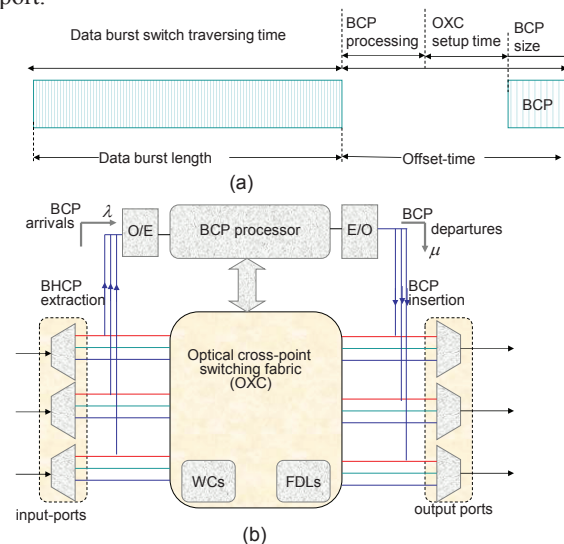 port.
(a)
Data burst switch traversing time
BCP
processing
OXC
setup time
BCP
size
BCP
Data burst length
Offset-time
(a)
BCP
arrivals
λ
O/E
BCP processor
E/O
BCP
departures
μ
BHCP
extraction
BCP
insertion
Optical cross-point
switching fabric
(OXC)
WCs
FDLs
input-ports
output ports
(b)